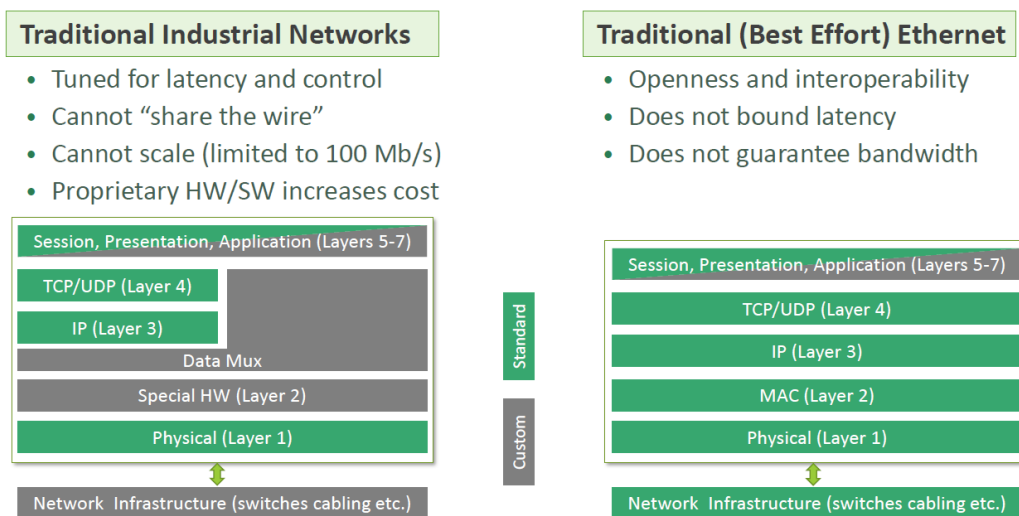 Traditional Industrial Networks
• Tuned for latency and control
• Cannot “share the wire”
• Cannot scale (limited to 100 Mb/s)
• Proprietary HW/SW increases cost
Session, Presentation, Application (Layers 5-7)
TCP/UDP (Layer 4)
IP (Layer 3)
Data Mux
Special HW (Layer 2)
Physical (Layer 1)
Network Infrastructure (switches cabling etc.)
Standard
Custom
Traditional (Best Effort) Ethernet
• Openness and interoperability
• Does not bound latency
• Does not guarantee bandwidth
Session, Presentation, Application (Layers 5-7)
TCP/UDP (Layer 4)
IP (Layer 3)
MAC (Layer 2)
Physical (Layer 1)
Network Infrastructure (switches cabling etc.)